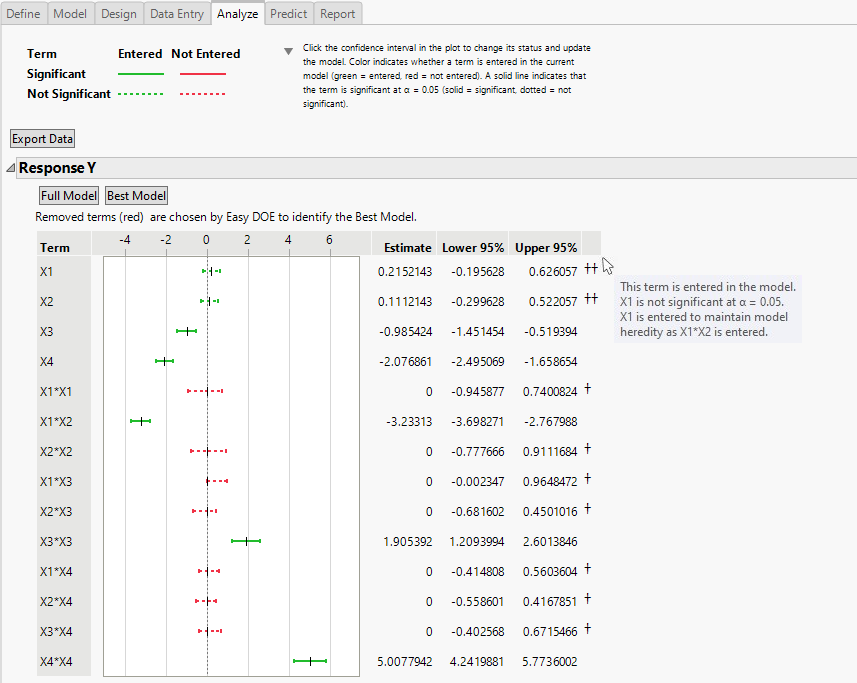 Define Model Design Data Entry Analyze Predict Report
Term Entered Not Entered
Significant
Not Significant
Click the confidence interval in the plot to change its status and update
the model. Color indicates whether a term is entered in the current
model (green = entered, red = not entered). A solid line indicates that
the term is significant at α = 0.05 (solid = significant, dotted = not
significant).
Export Data
Response Y
Full Model Best Model
Removed terms (red) are chosen by Easy DOE to identify the Best Model.
Term -4 -2 0 2 4 6 Estimate Lower 95% Upper 95%
X1 0.2152143 -0.195628 0.626057 ††
X2 0.1112143 -0.299628 0.522057 ††
X3 -0.985424 -1.451454 -0.519394
X4 -2.076861 -2.495069 -1.658654
X1*X1 0 -0.945877 0.7400824 †
X1*X2 -3.23313 -3.698271 -2.767988
X2*X2 0 -0.777666 0.9111684 †
X1*X3 0 -0.002347 0.9648472 †
X2*X3 0 -0.681602 0.4501016 †
X3*X3 1.905392 1.2093994 2.6013846
X1*X4 0 -0.414808 0.5603604 †
X2*X4 0 -0.558601 0.4167851 †
X3*X4 0 -0.402568 0.6715466 †
X4*X4 5.0077942 4.2419881 5.7736002
This term is entered in the model.
X1 is not significant at α = 0.05.
X1 is entered to maintain model
heredity as X1*X2 is entered.